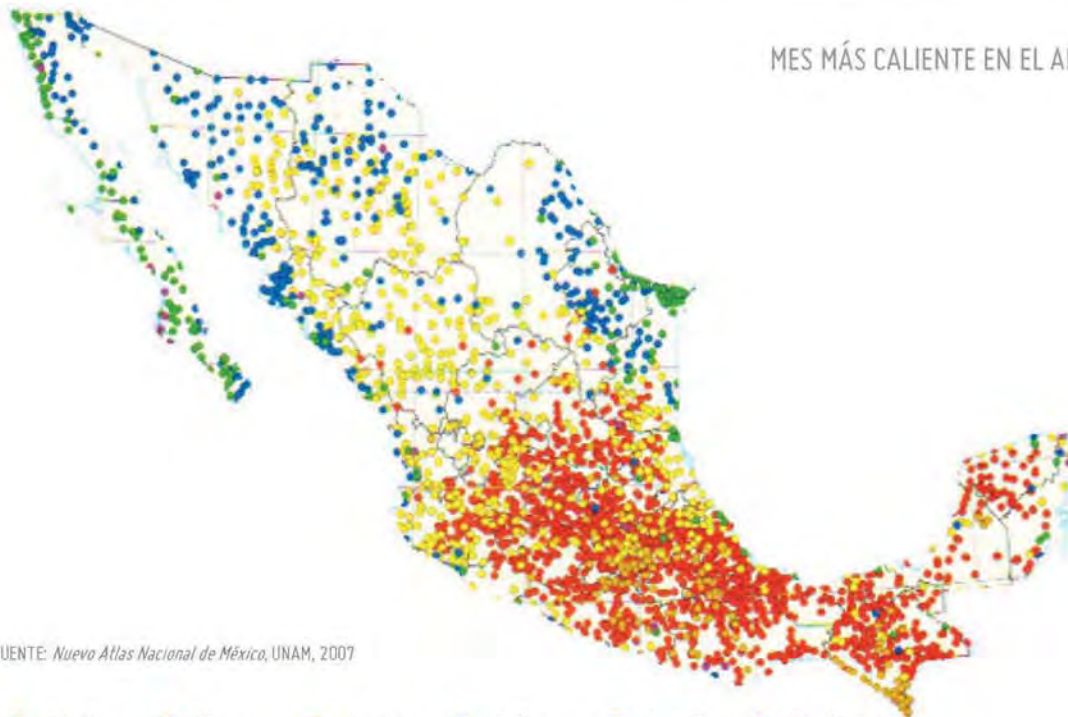 MES MÁS CALIENTE EN EL A
UENTE: Nuevo Atlas Nacional de México, UNAM, 2007